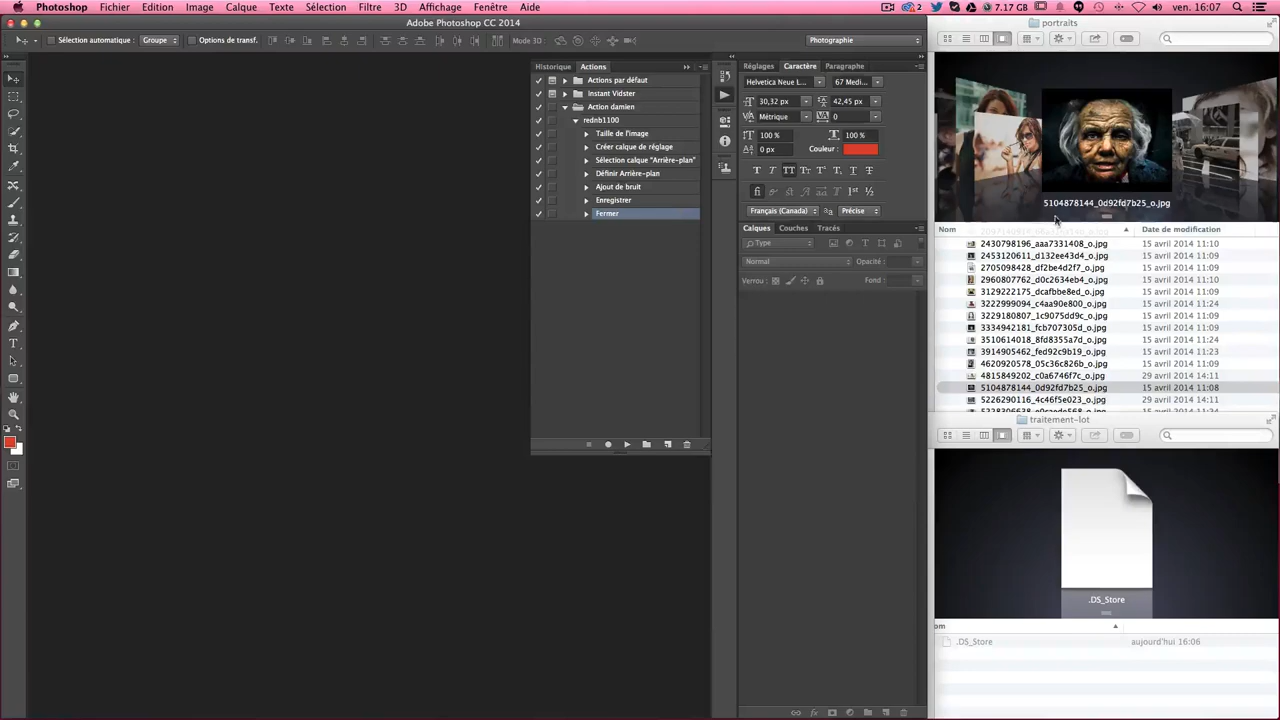 Photoshop Fichier Edition Image Calque Texte Sélection Filtre 3D Affichage Fenêtre Aide
2 7.17 GB ven. 16:07
Adobe Photoshop CC 2014
Sélection automatique : Groupe Options de transf. Mode 3D : Photographie
Historique Actions
Actions par défaut
Instant Vidster
Action damien
rednb1100
Taille de l'image
Créer calque de réglage
Sélection calque "Arrière-plan"
Définir Arrière-plan
Ajout de bruit
Enregistrer
Fermer
Réglages Caractère Paragraphe
Helvetica Neue L... 67 Medi...
30,32 px 42,45 px
Métrique 0
100 % 100 %
0 px Couleur :
Français (Canada) Précise
Calques Couches Tracés
Type
Normal Opacité :
Verrou : Fond :
portraits
5104878144_0d92fd7b25_o.jpg
Nom Date de modification
2430798196_aaa7331408_o.jpg 15 avril 2014 11:10
2453120611_d132ee43d4_o.jpg 15 avril 2014 11:09
2705098428_df2be4d2f7_o.jpg 15 avril 2014 11:09
2960807762_d0c2634eb4_o.jpg 15 avril 2014 11:10
3129222175_dcafbbe8ed_o.jpg 15 avril 2014 11:09
3222999094_c4aa90e800_o.jpg 15 avril 2014 11:24
3229180807_1c9075dd9c_o.jpg 15 avril 2014 11:09
3334942181_fcb707305d_o.jpg 15 avril 2014 11:09
3510614018_8fd8355a7d_o.jpg 15 avril 2014 11:24
3914905462_fed92c9b19_o.jpg 15 avril 2014 11:23
4620920578_05c36c826b_o.jpg 15 avril 2014 11:09
4815849202_c0a6746f7c_o.jpg 29 avril 2014 14:11
5104878144_0d92fd7b25_o.jpg 15 avril 2014 11:08
5226290116_4c46f5e023_o.jpg 29 avril 2014 14:11
traitement-lot
.DS_Store
om
.DS_Store aujourd'hui 16:06